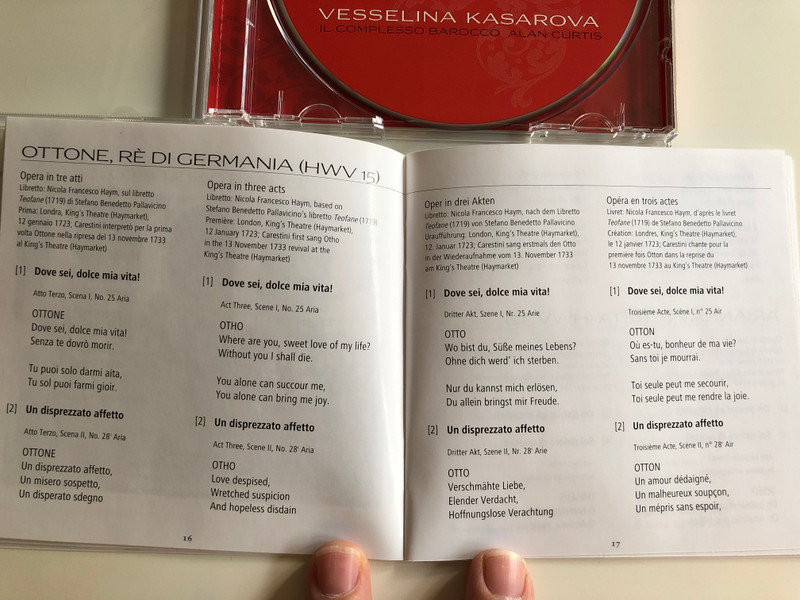 VESSELINA KASAROVA
IL COMPLESSO BAROCCO, ALAN CURTIS
OTTONE, RÈ DI GERMANIA (HWV 15)
Opera in tre atti
Libretto: Nicola Francesco Haym, sul libretto
Teofane (1719) di Stefano Benedetto Pallavicino
Prima: Londra, King's Theatre (Haymarket),
12 gennaio 1723; Carestini interpretò per la prima
volta Ottone nella ripresa del 13 novembre 1733
al King's Theatre (Haymarket)
[1] Dove sei, dolce mia vita!
Atto Terzo, Scena I, No. 25 Aria
OTTONE
Dove sei, dolce mia vita!
Senza te dovrò morir.
Tu puoi solo darmi aita,
Tu sol puoi farmi gioir.
[2] Un disprezzato affetto
Atto Terzo, Scena II, No. 28' Aria
OTTONE
Un disprezzato affetto,
Un misero sospetto,
Un disperato sdegno
16
Opera in three acts
Libretto: Nicola Francesco Haym, based on
Stefano Benedetto Pallavicino's libretto Teofane (1719)
Première: London, King's Theatre (Haymarket),
12 January 1723; Carestini first sang Otho
in the 13 November 1733 revival at the
King's Theatre (Haymarket)
[1] Dove sei, dolce mia vita!
Act Three, Scene I, No. 25 Aria
OTHO
Where are you, sweet love of my life?
Without you I shall die.
You alone can succour me,
You alone can bring me joy.
[2] Un disprezzato affetto
Act Three, Scene II, No. 28' Aria
OTHO
Love despised,
Wretched suspicion
And hopeless disdain
Oper in drei Akten
Libretto: Nicola Francesco Haym, nach dem Libretto
Teofane (1719) von Stefano Benedetto Pallavicino
Uraufführung: London, King's Theatre (Haymarket),
12. Januar 1723; Carestini sang erstmals den Otto
in der Wiederaufnahme vom 13. November 1733
am King's Theatre (Haymarket)
[1] Dove sei, dolce mia vita!
Dritter Akt, Szene I, Nr. 25 Arie
OTTO
Wo bist du, Süße meines Lebens?
Ohne dich werd' ich sterben.
Nur du kannst mich erlösen,
Du allein bringst mir Freude.
[2] Un disprezzato affetto
Dritter Akt, Szene II, Nr. 28' Arie
OTTO
Verschmähte Liebe,
Elender Verdacht,
Hoffnungslose Verachtung
Opéra en trois actes
Livret: Nicola Francesco Haym, d'après le livret
Teofane (1719) de Stefano Benedetto Pallavicino
Création: Londres, King's Theatre (Haymarket),
le 12 janvier 1723; Carestini chante pour la
première fois Otton dans la reprise du
13 novembre 1733 au King's Theatre (Haymarket)
[1] Dove sei, dolce mia vita!
Troisième Acte, Scène I, n° 25 Air
OTTON
Où es-tu, bonheur de ma vie?
Sans toi je mourrai.
Toi seule peut me secourir,
Toi seule peut me rendre la joie.
[2] Un disprezzato affetto
Troisième Acte, Scène II, n° 28' Air
OTTON
Un amour dédaigné,
Un malheureux soupçon,
Un mépris sans espoir,
17